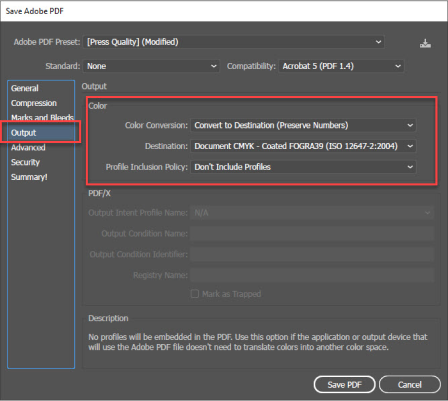 Save Adobe PDF
Adobe PDF Preset: [Press Quality] (Modified)
Standard: None Compatibility: Acrobat 5 (PDF 1.4)
General
Compression
Marks and Bleeds
Output
Advanced
Security
Summary!
Output
Color
Color Conversion: Convert to Destination (Preserve Numbers)
Destination: Document CMYK - Coated FOGRA39 (ISO 12647-2:2004)
Profile Inclusion Policy: Don't Include Profiles
PDF/X
Output Intent Profile Name: N/A
Output Condition Name:
Output Condition Identifier:
Registry Name:
Mark as Trapped
Description
No profiles will be embedded in the PDF. Use this option if the application or output device that
will use the Adobe PDF file doesn't need to translate colors into another color space.
Save PDF Cancel